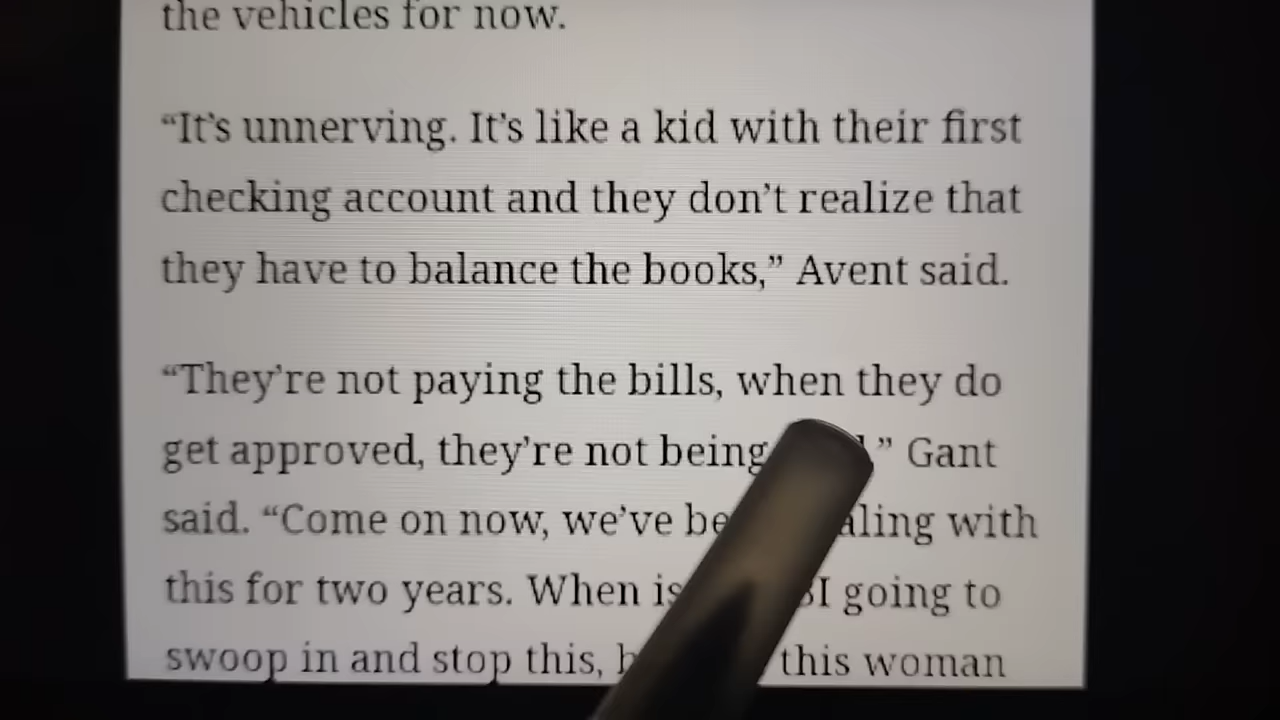 the vehicles for now.
“It’s unnerving. It’s like a kid with their first
checking account and they don’t realize that
they have to balance the books,” Avent said.
“They’re not paying the bills, when they do
get approved, they’re not being ” Gant
said. “Come on now, we’ve with
this for two years. When going to
swoop in and stop this, this woman